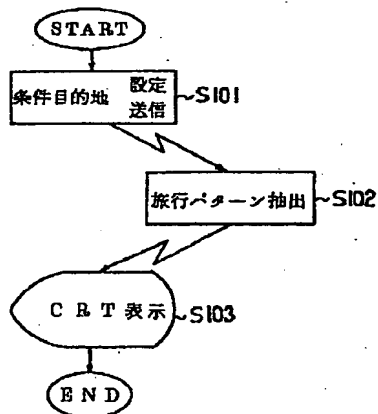 START
条件目的地 設定 送信 S101
旅行パターン抽出 S102
CRT表示 S103
END